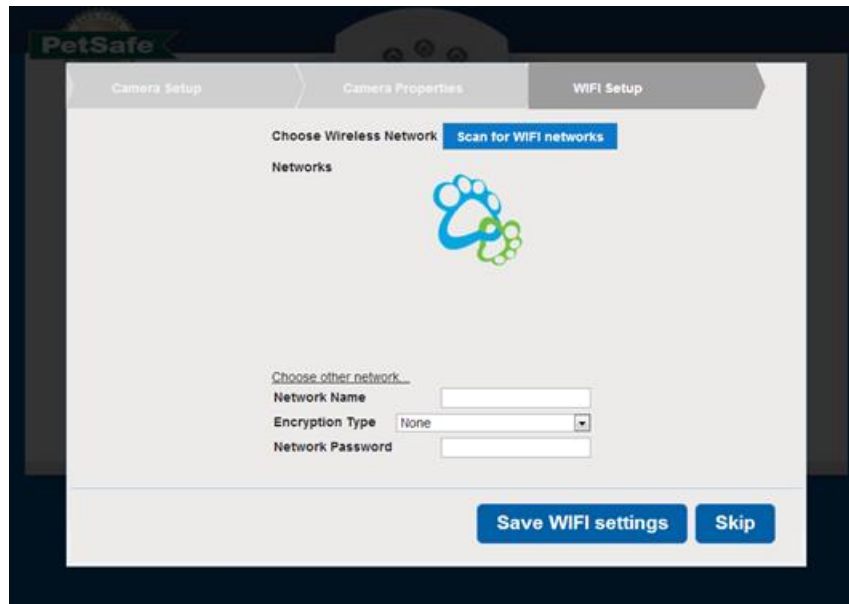 PetSafe
Camera Setup
Camera Properties
WIFI Setup
Choose Wireless Network
Scan for WIFI networks
Networks
Choose other network...
Network Name
Encryption Type
None
Network Password
Save WIFI settings
Skip